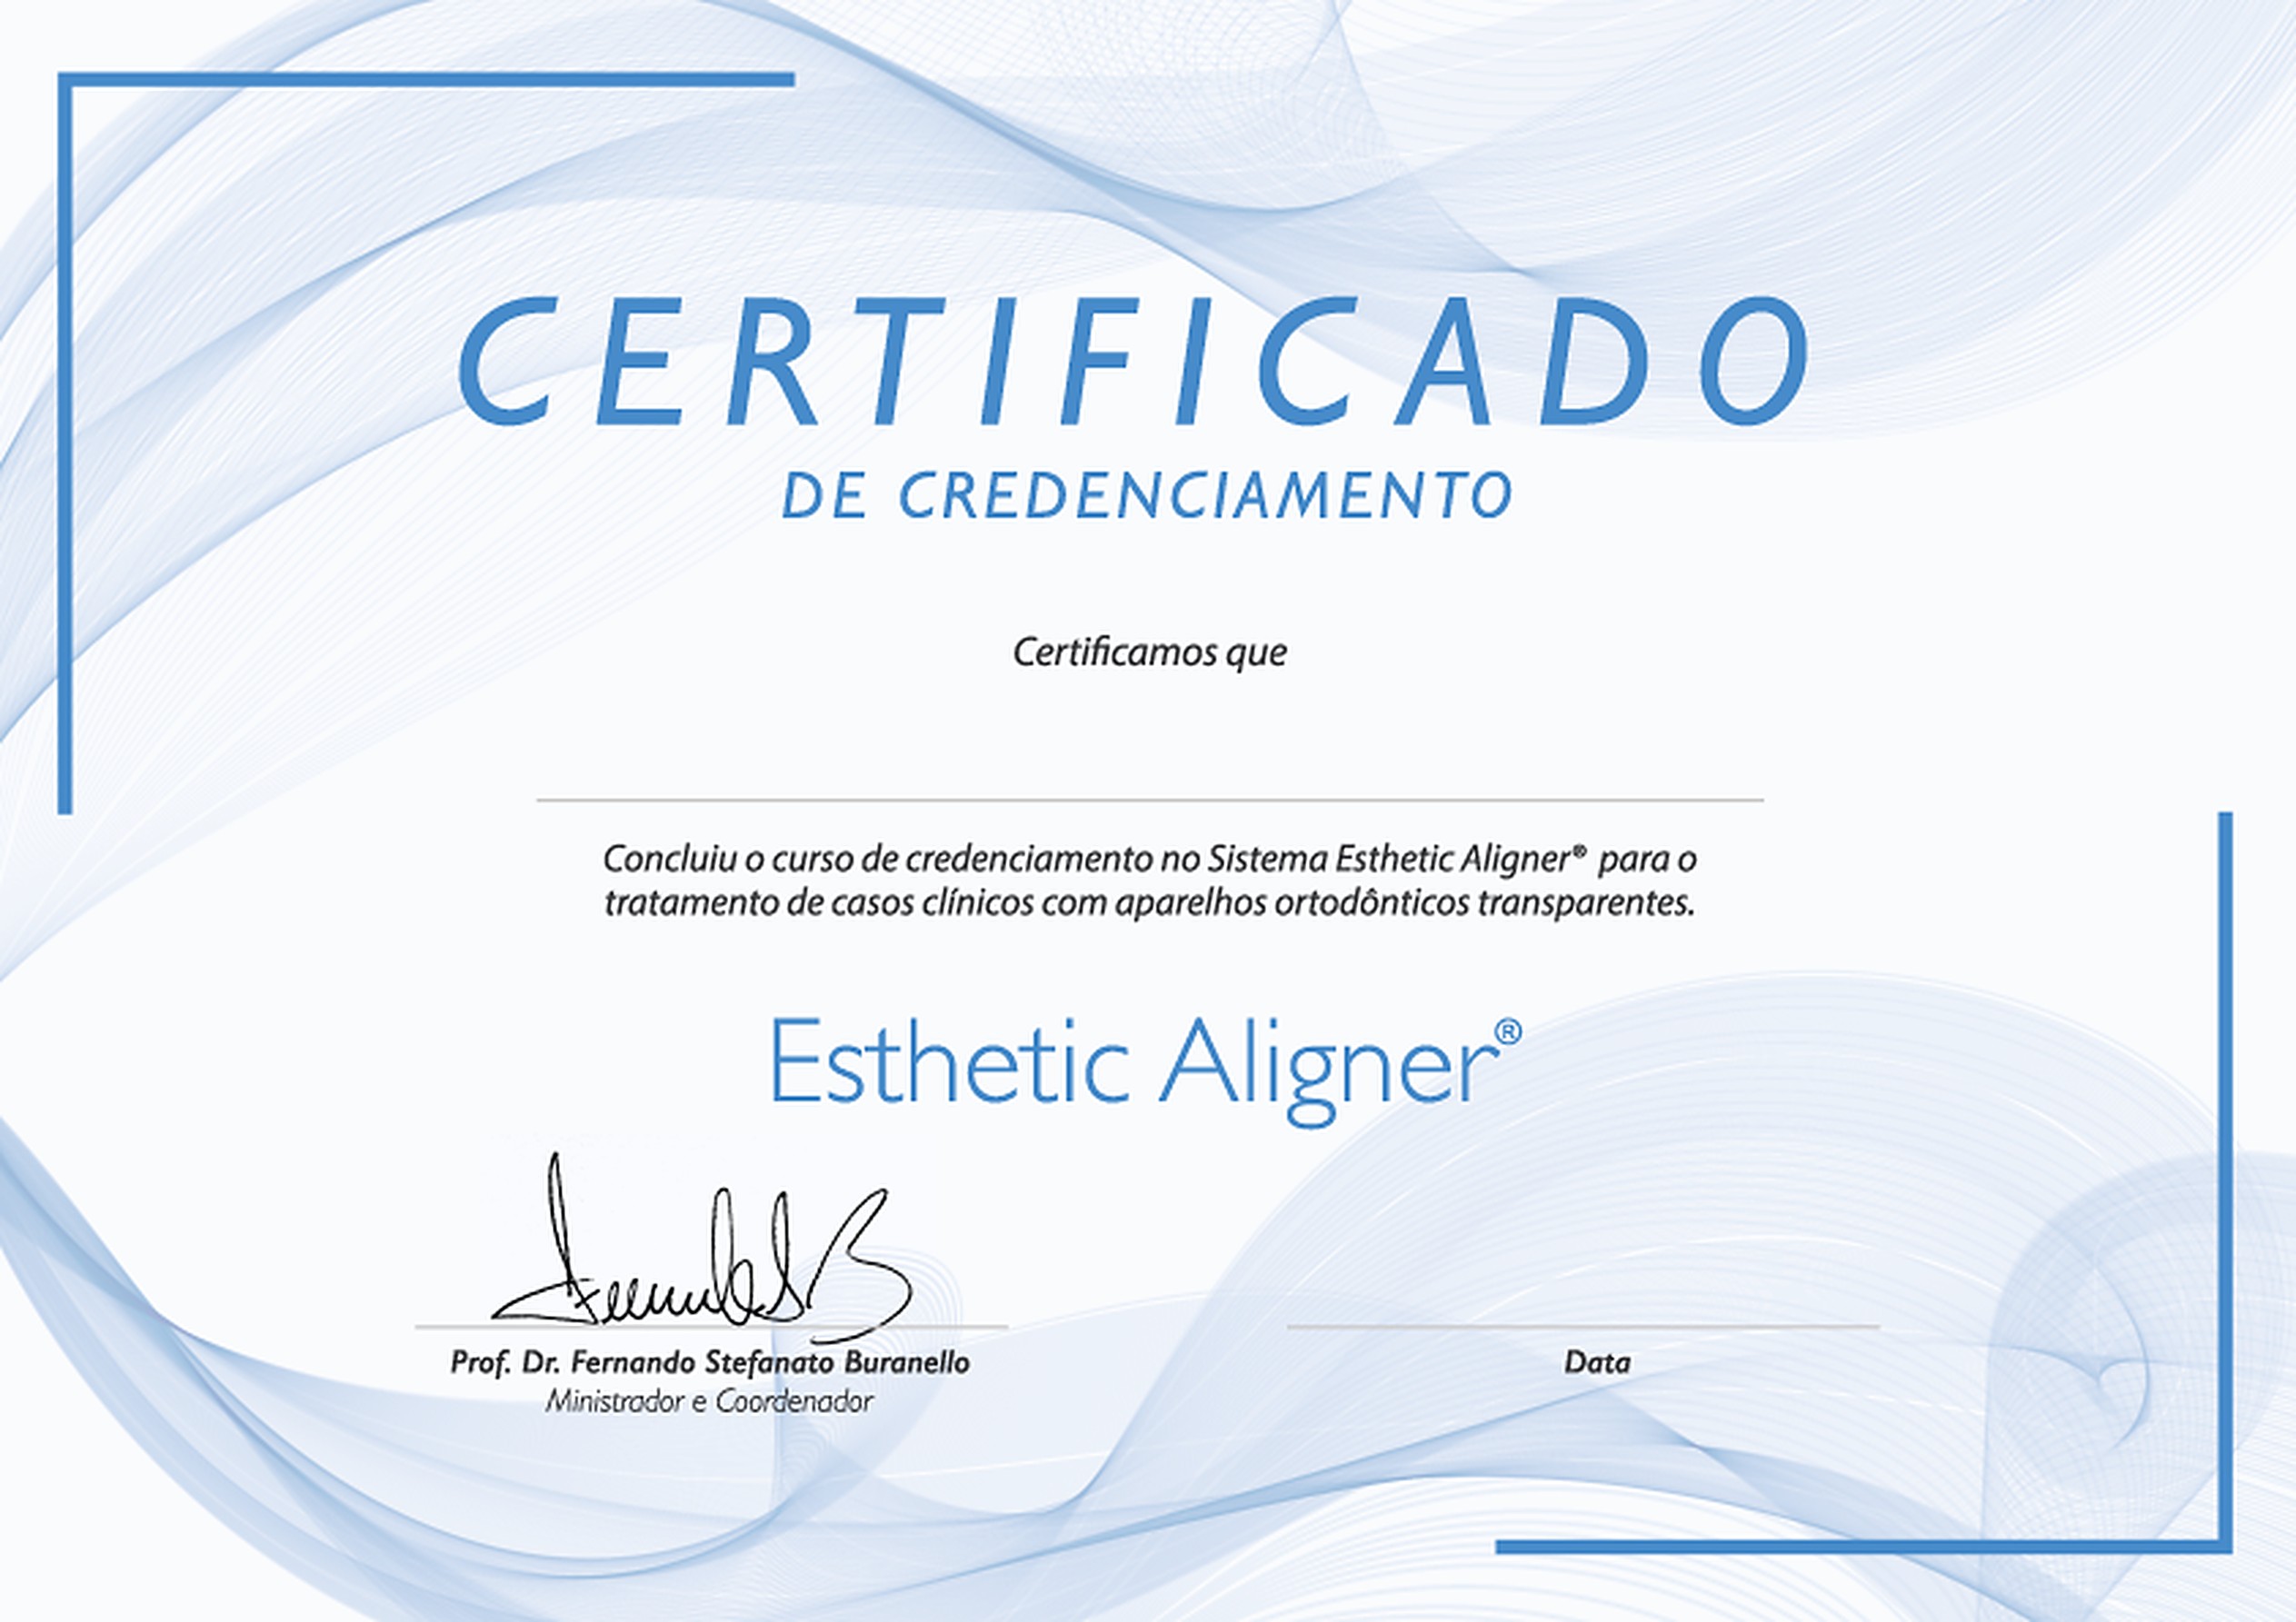 CERTIFICADO
DE CREDENCIAMENTO
Certificamos que
Concluiu o curso de credenciamento no Sistema Esthetic Aligner® para o
tratamento de casos clínicos com aparelhos ortodônticos transparentes.
Esthetic Aligner®
Prof. Dr. Fernando Stefanato Buranello
Ministrador e Coordenador
Data